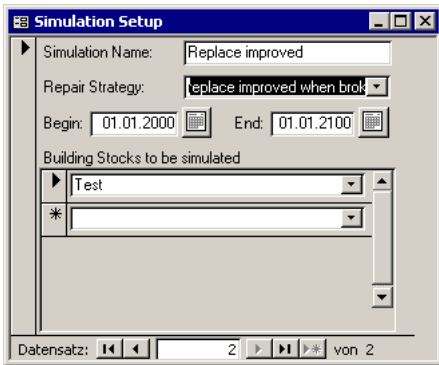 Simulation Setup
Simulation Name: Replace improved
Repair Strategy: replace improved when brok
Begin: 01.01.2000 End: 01.01.2100
Building Stocks to be simulated
Test
Datensatz: 2 von 2